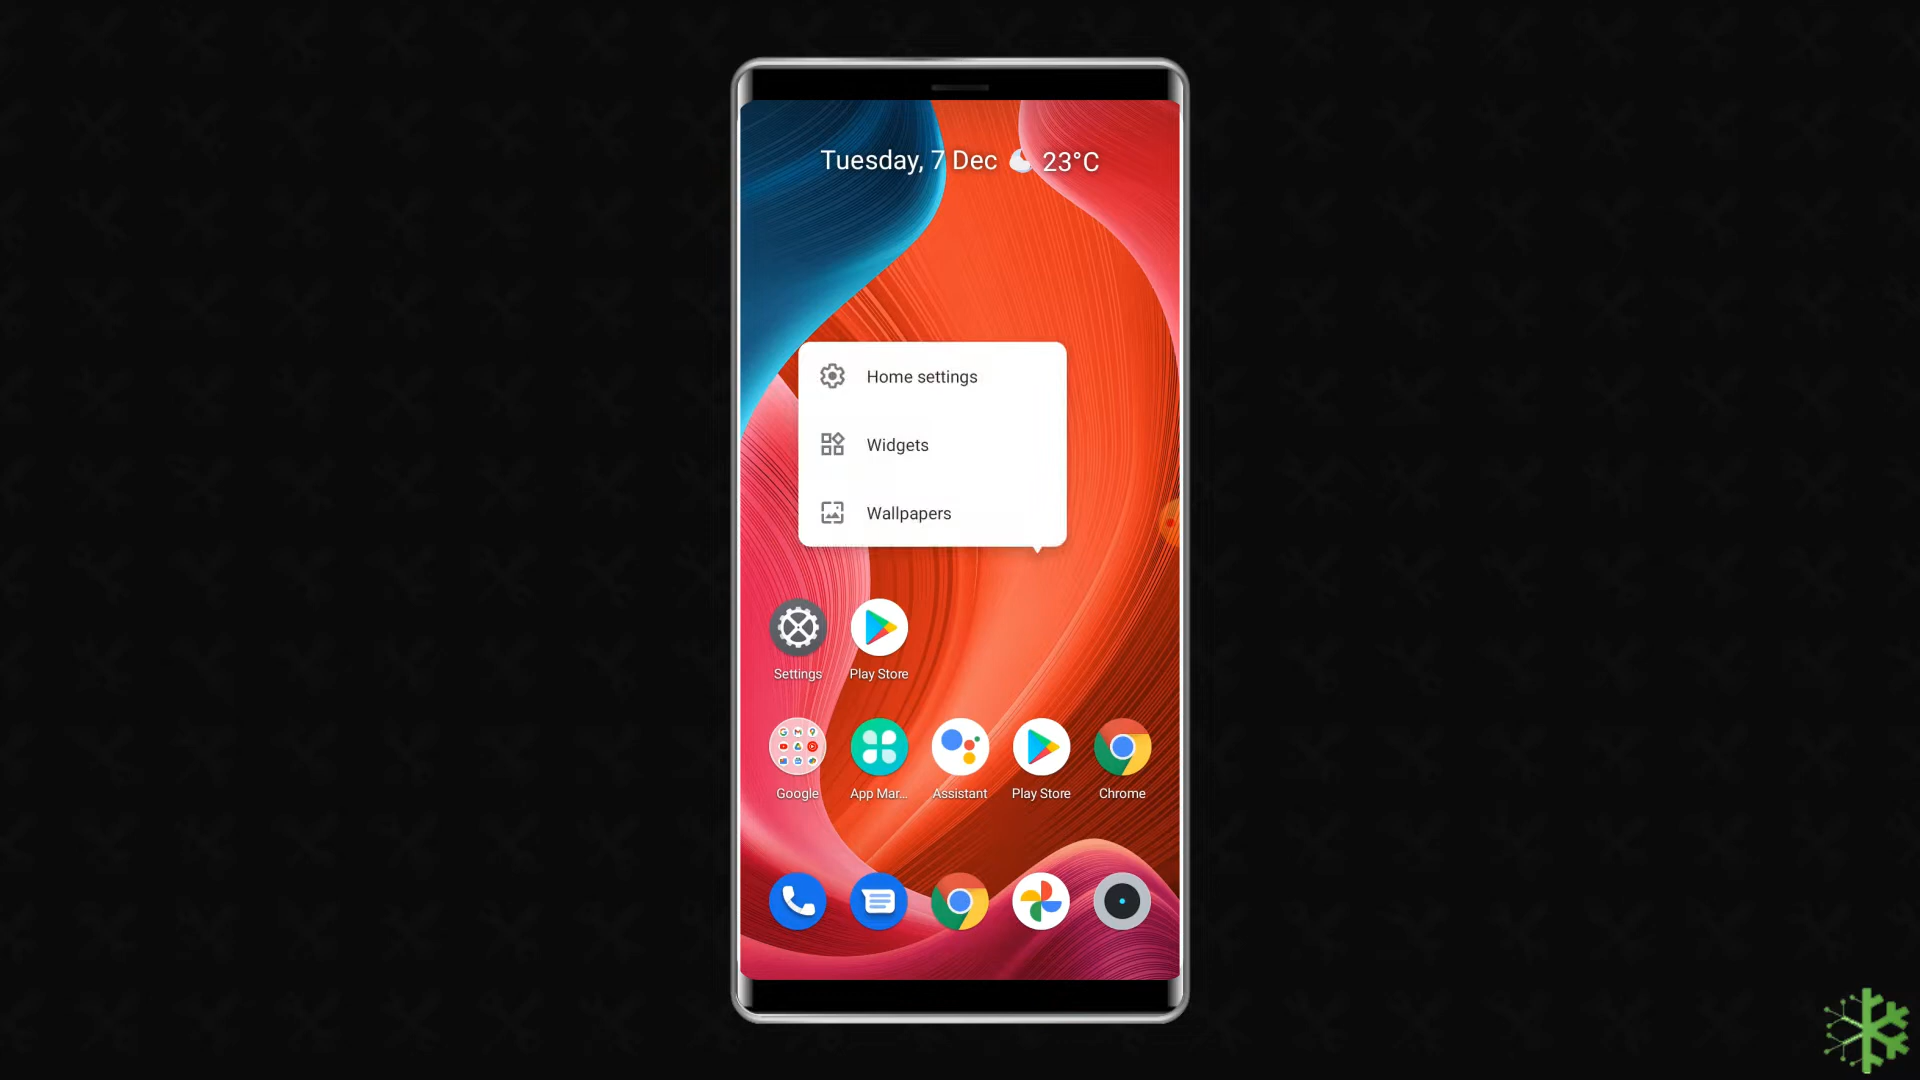 Tuesday, 7 Dec 23°C
Home settings
Widgets
Wallpapers
Settings Play Store
Google App Mar... Assistant Play Store Chrome